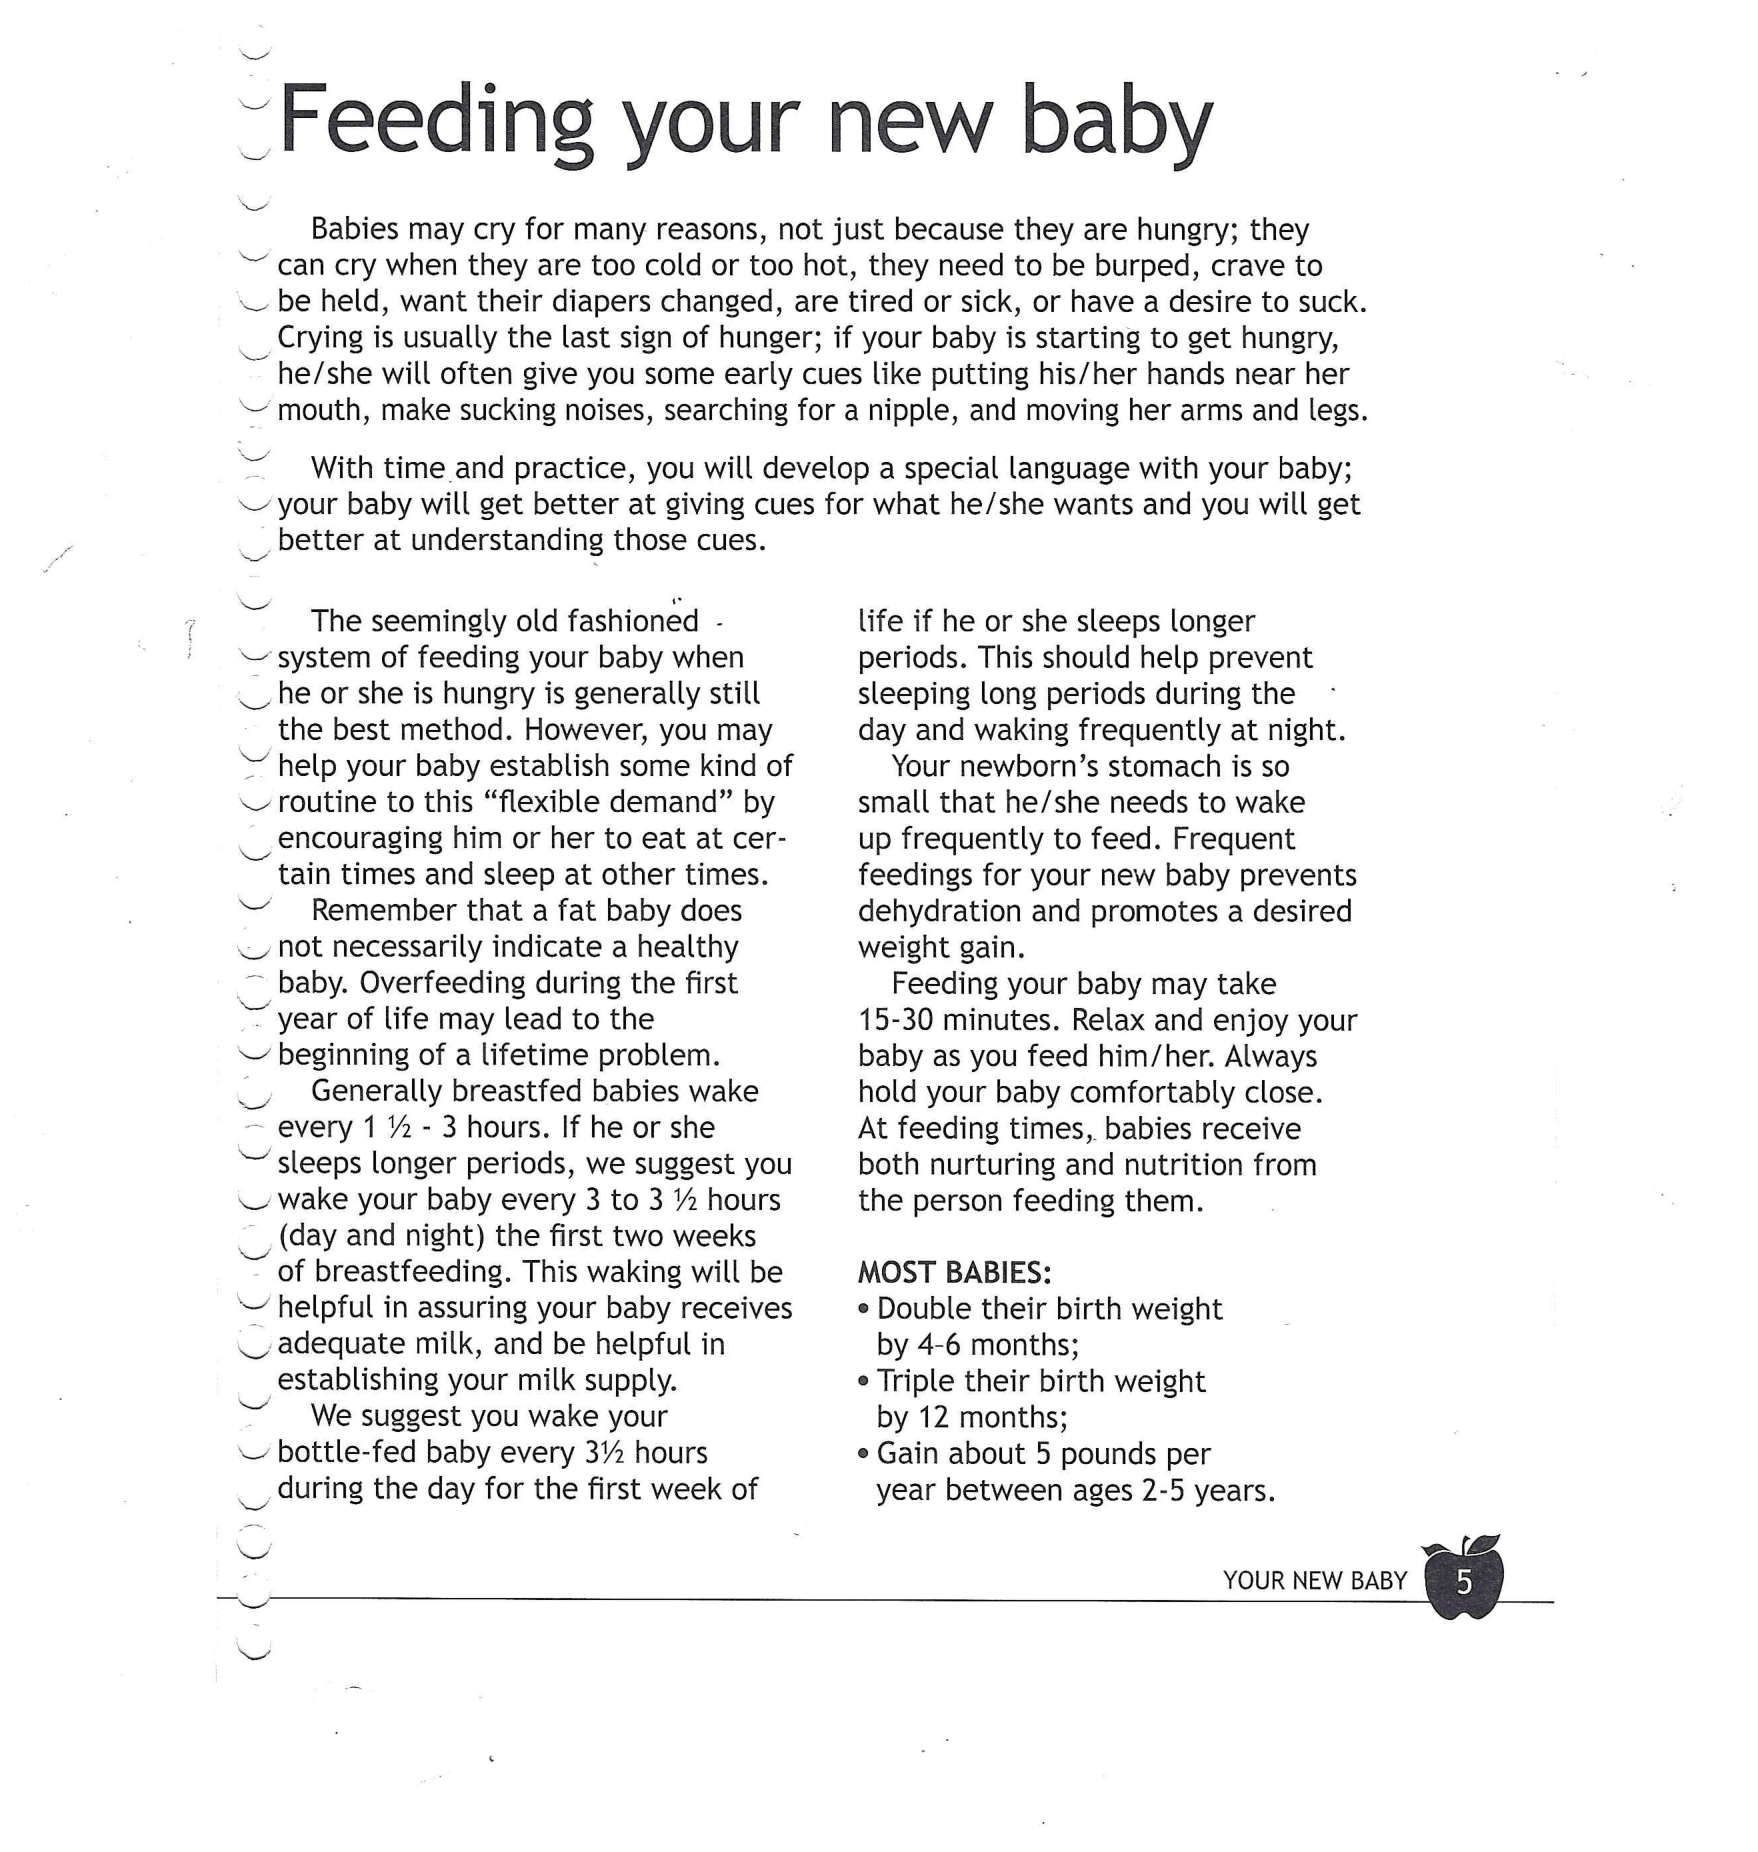 Feeding your new baby
Babies may cry for many reasons, not just because they are hungry; they
can cry when they are too cold or too hot, they need to be burped, crave to
be held, want their diapers changed, are tired or sick, or have a desire to suck.
Crying is usually the last sign of hunger; if your baby is starting to get hungry,
he/she will often give you some early cues like putting his/her hands near her
mouth, make sucking noises, searching for a nipple, and moving her arms and legs.
With time and practice, you will develop a special language with your baby;
your baby will get better at giving cues for what he/she wants and you will get
better at understanding those cues.
The seemingly old fashioned
system of feeding your baby when
he or she is hungry is generally still
the best method. However, you may
help your baby establish some kind of
routine to this “flexible demand” by
encouraging him or her to eat at cer-
tain times and sleep at other times.
Remember that a fat baby does
not necessarily indicate a healthy
baby. Overfeeding during the first
year of life may lead to the
beginning of a lifetime problem.
Generally breastfed babies wake
every 1 ½ - 3 hours. If he or she
sleeps longer periods, we suggest you
wake your baby every 3 to 3 ½ hours
(day and night) the first two weeks
of breastfeeding. This waking will be
helpful in assuring your baby receives
adequate milk, and be helpful in
establishing your milk supply.
We suggest you wake your
bottle-fed baby every 3½ hours
during the day for the first week of
life if he or she sleeps longer
periods. This should help prevent
sleeping long periods during the
day and waking frequently at night.
Your newborn’s stomach is so
small that he/she needs to wake
up frequently to feed. Frequent
feedings for your new baby prevents
dehydration and promotes a desired
weight gain.
Feeding your baby may take
15-30 minutes. Relax and enjoy your
baby as you feed him/her. Always
hold your baby comfortably close.
At feeding times, babies receive
both nurturing and nutrition from
the person feeding them.
MOST BABIES:
• Double their birth weight
by 4-6 months;
• Triple their birth weight
by 12 months;
• Gain about 5 pounds per
year between ages 2-5 years.
YOUR NEW BABY 5